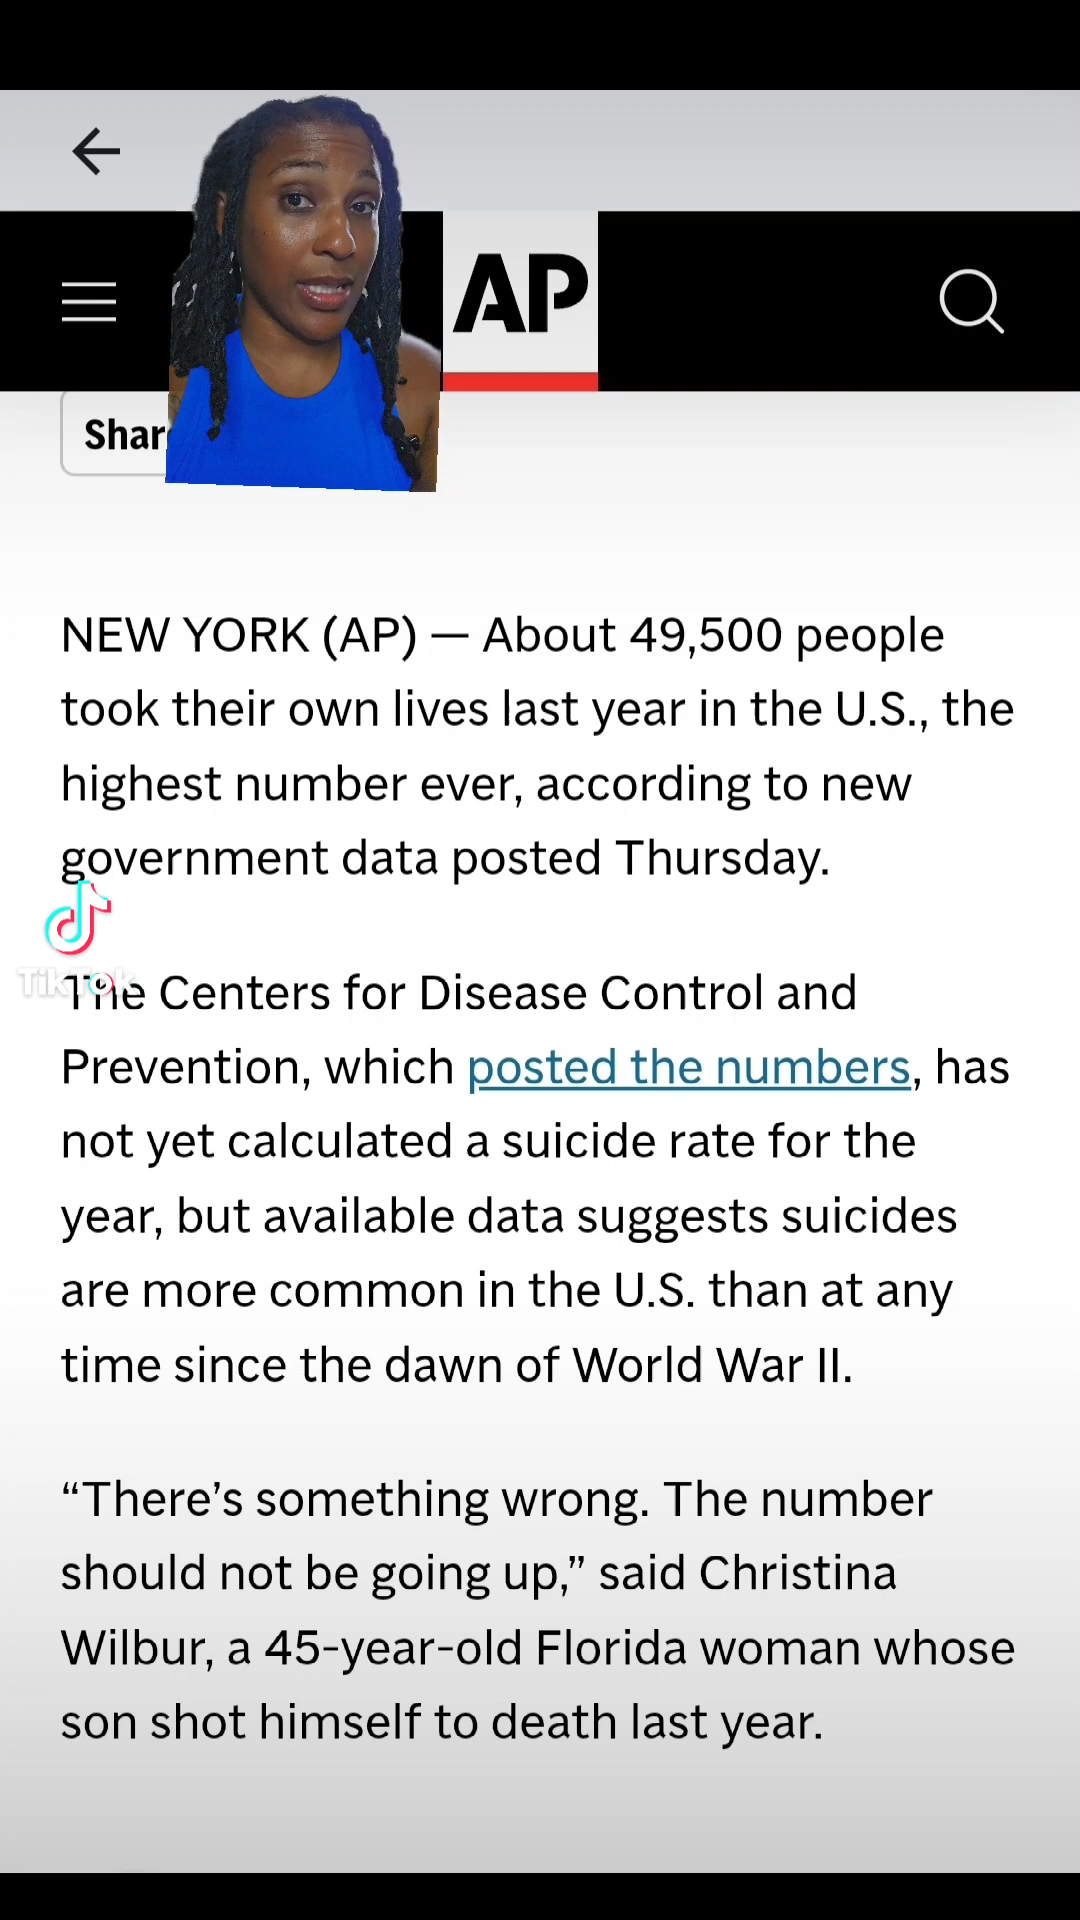 AP
Shar
NEW YORK (AP) — About 49,500 people
took their own lives last year in the U.S., the
highest number ever, according to new
government data posted Thursday.
TikTok
The Centers for Disease Control and
Prevention, which posted the numbers, has
not yet calculated a suicide rate for the
year, but available data suggests suicides
are more common in the U.S. than at any
time since the dawn of World War II.
“There’s something wrong. The number
should not be going up,” said Christina
Wilbur, a 45-year-old Florida woman whose
son shot himself to death last year.